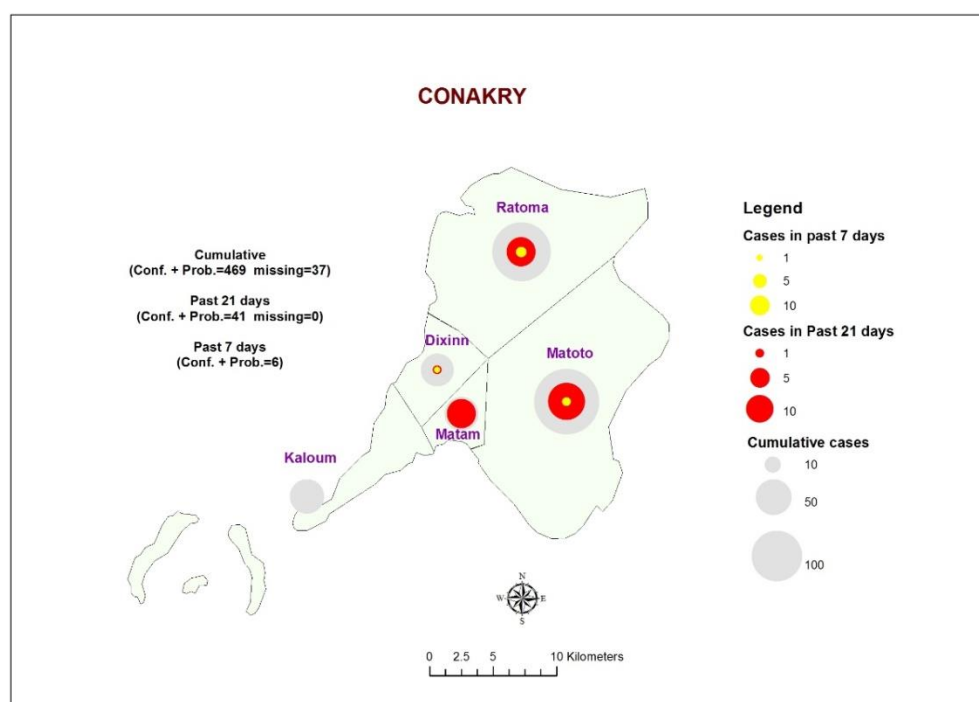 CONAKRY
Ratoma
Cumulative
(Conf. + Prob.=469 missing=37)
Past 21 days
(Conf. + Prob.=41 missing=0)
Past 7 days
(Conf. + Prob.=6)
Dixinn
Matoto
Matam
Kaloum
Legend
Cases in past 7 days
1
5
10
Cases in Past 21 days
1
5
10
Cumulative cases
10
50
100
N
W E
S
0 2.5 5 10 Kilometers